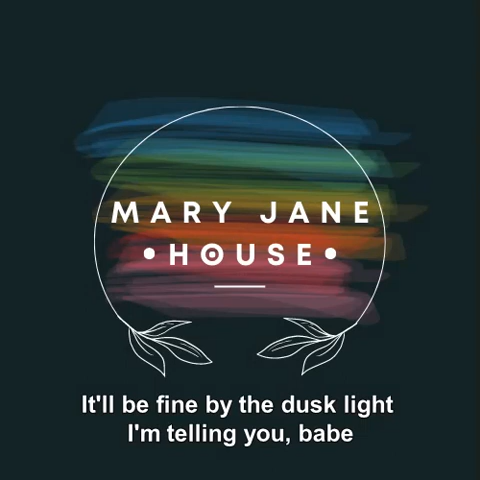 MARY JANE
•HOUSE•
It'll be fine by the dusk light
I'm telling you, babe